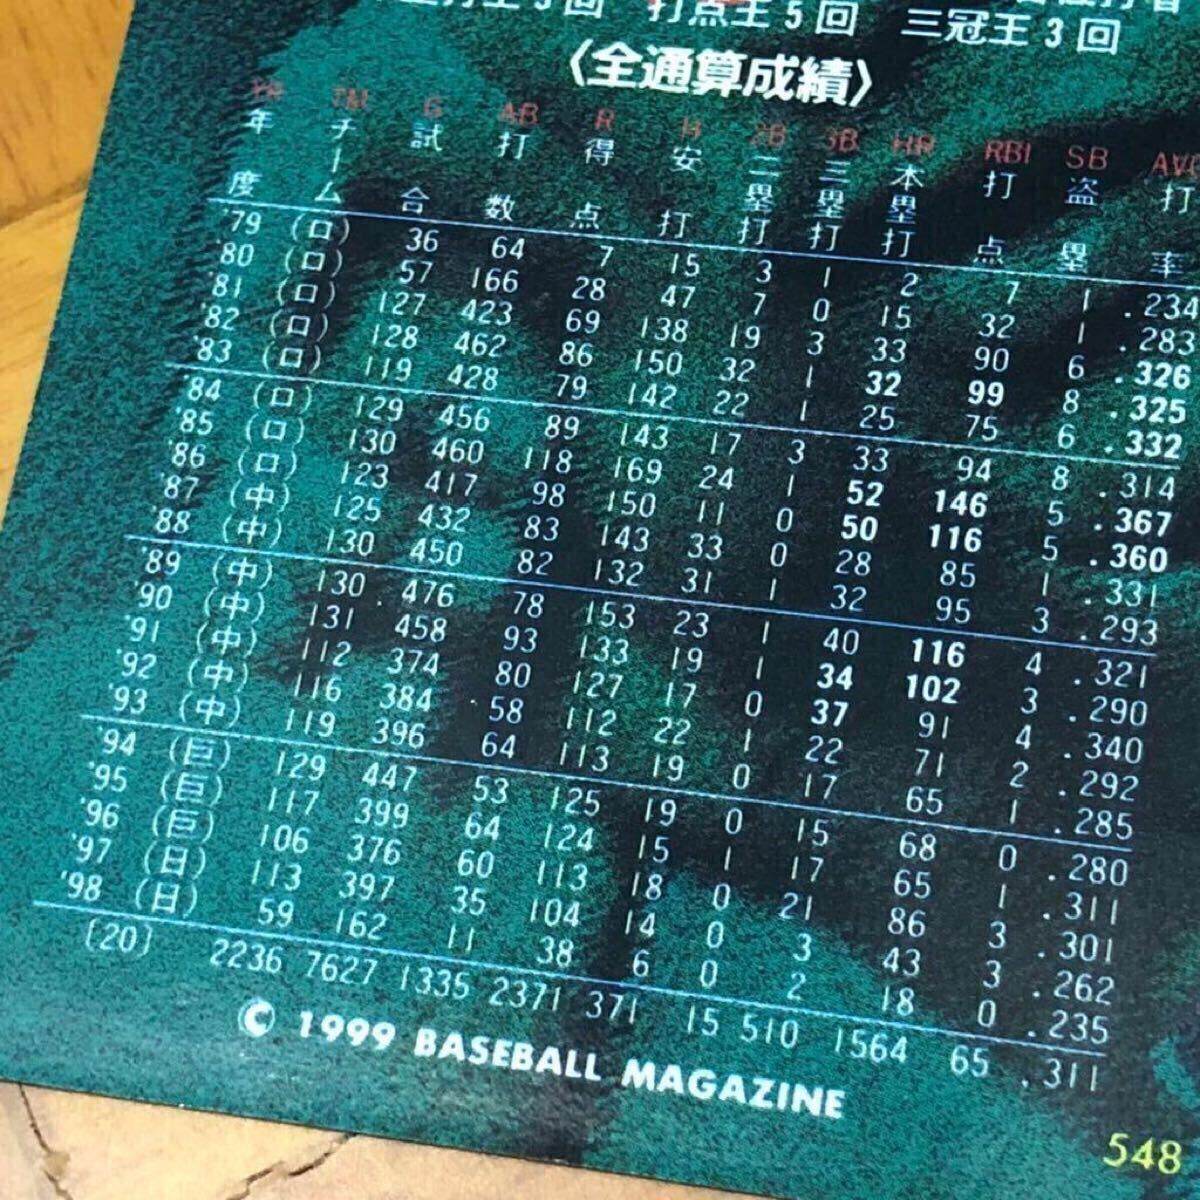 打点王5回 三冠王3回
〈全通算成績〉
YR TM G AB R H 2B 3B HR RBI SB AVG
年度 チーム 試合 打数 得点 安打 二塁打 三塁打 本塁打 打点 盗塁 打率
'79 (ロ) 36 64 7 15 3 1 2 7 1 .234
'80 (ロ) 57 166 28 47 7 0 15 32 1 .283
'81 (ロ) 127 423 69 138 19 3 33 90 6 .326
'82 (ロ) 128 462 86 150 32 1 32 99 8 .325
'83 (ロ) 119 428 79 142 22 1 25 75 6 .332
'84 (ロ) 129 456 89 143 17 3 33 94 8 .314
'85 (ロ) 130 460 118 169 24 1 52 146 5 .367
'86 (ロ) 123 417 98 150 11 0 50 116 5 .360
'87 (中) 125 432 83 143 33 0 28 85 1 .331
'88 (中) 130 450 82 132 31 1 32 95 3 .293
'89 (中) 130 476 78 153 23 1 40 116 4 .321
'90 (中) 131 458 93 133 19 1 34 102 3 .290
'91 (中) 112 374 80 127 17 0 37 91 4 .340
'92 (中) 116 384 58 112 22 1 22 71 2 .292
'93 (中) 119 396 64 113 19 0 17 65 1 .285
'94 (巨) 129 447 53 125 19 0 15 68 0 .280
'95 (巨) 117 399 64 124 15 1 17 65 1 .311
'96 (巨) 106 376 60 113 18 0 21 86 3 .301
'97 (日) 113 397 35 104 14 0 3 43 3 .262
'98 (日) 59 162 11 38 6 0 2 18 0 .235
(20) 2236 7627 1335 2371 371 15 510 1564 65 .311
© 1999 BASEBALL MAGAZINE
548